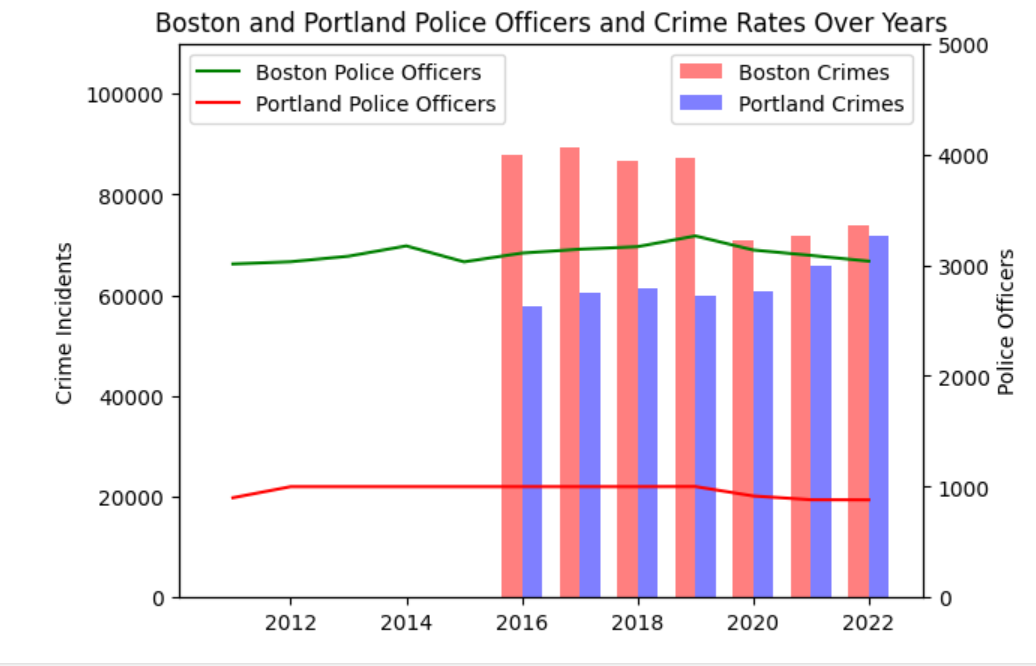 Boston and Portland Police Officers and Crime Rates Over Years
Boston Police Officers
Portland Police Officers
Boston Crimes
Portland Crimes
Crime Incidents
100000
80000
60000
40000
20000
0
5000
4000
3000
2000
1000
0
Police Officers
2012 2014 2016 2018 2020 2022